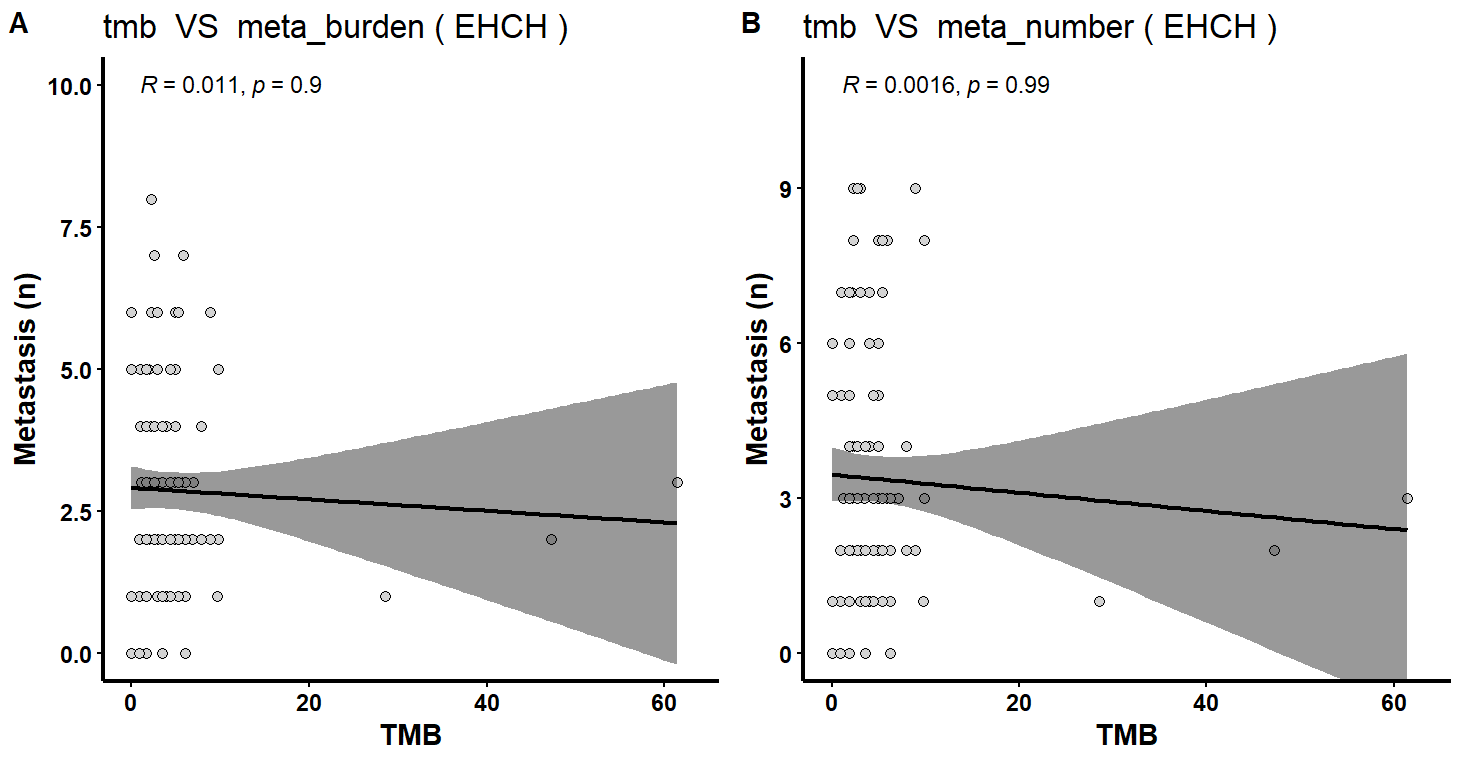 A
tmb VS meta_burden ( EHCH )
R = 0.011, p = 0.9
10.0
7.5
5.0
2.5
0.0
Metastasis (n)
0 20 40 60
TMB
B
tmb VS meta_number ( EHCH )
R = 0.0016, p = 0.99
9
6
3
0
Metastasis (n)
0 20 40 60
TMB